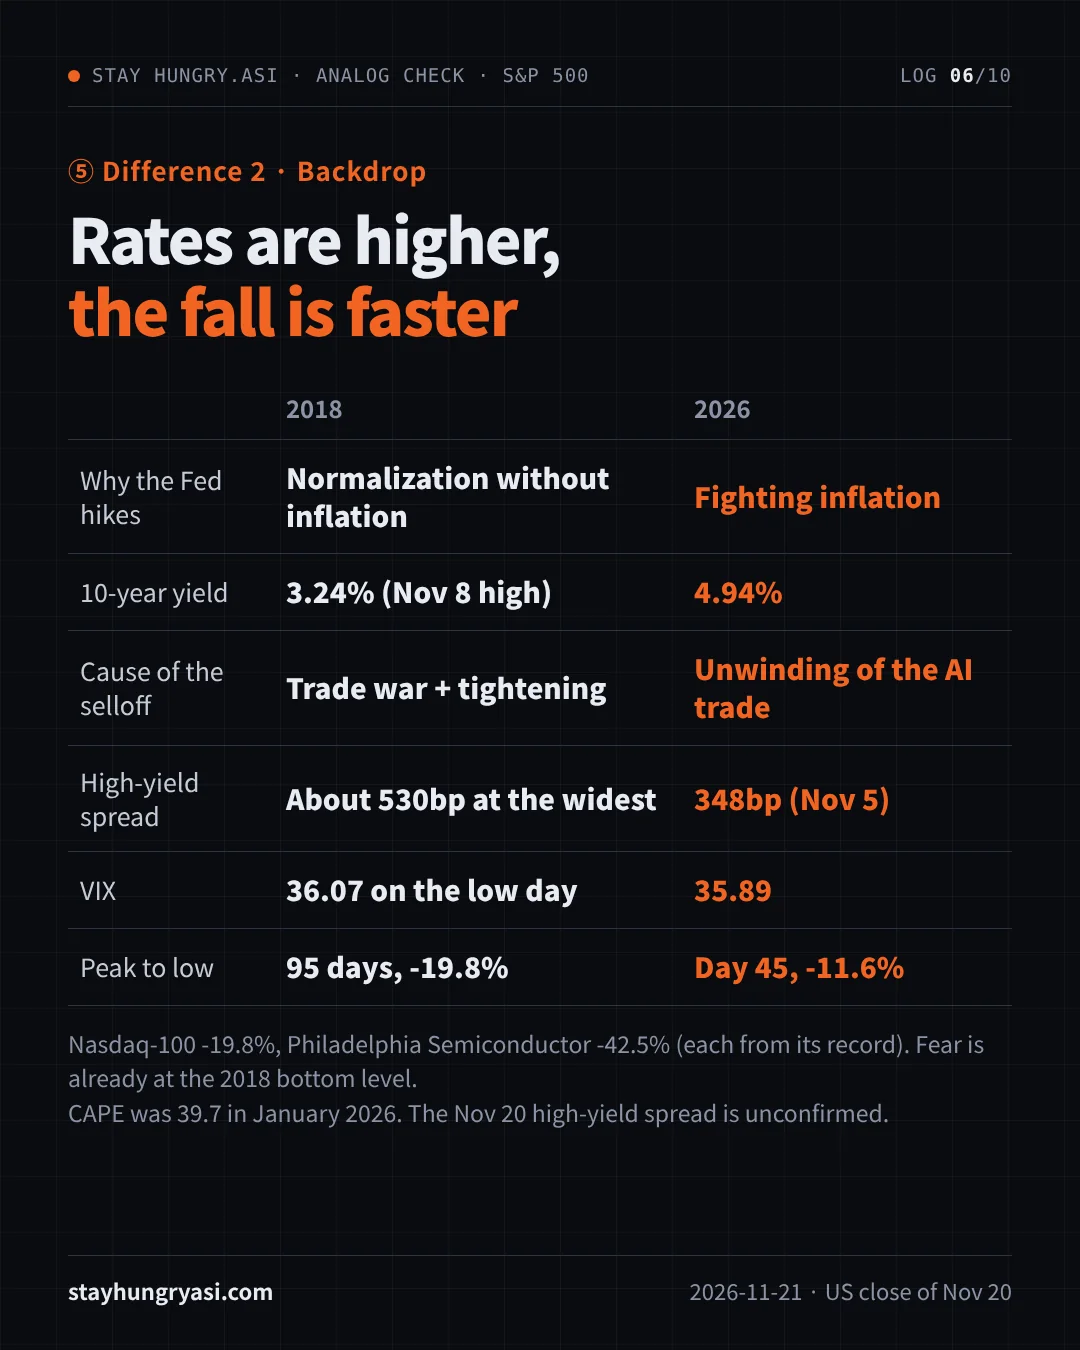 STAY HUNGRY.ASI · ANALOG CHECK · S&P 500
LOG 06/10
⑤ Difference 2 · Backdrop
Rates are higher,
the fall is faster
2018
2026
Why the Fed
hikes
Normalization without
inflation
Fighting inflation
10-year yield
3.24% (Nov 8 high)
4.94%
Cause of the
selloff
Trade war + tightening
Unwinding of the AI
trade
High-yield
spread
About 530bp at the widest
348bp (Nov 5)
VIX
36.07 on the low day
35.89
Peak to low
95 days, -19.8%
Day 45, -11.6%
Nasdaq-100 -19.8%, Philadelphia Semiconductor -42.5% (each from its record). Fear is
already at the 2018 bottom level.
CAPE was 39.7 in January 2026. The Nov 20 high-yield spread is unconfirmed.
stayhungryasi.com
2026-11-21 · US close of Nov 20